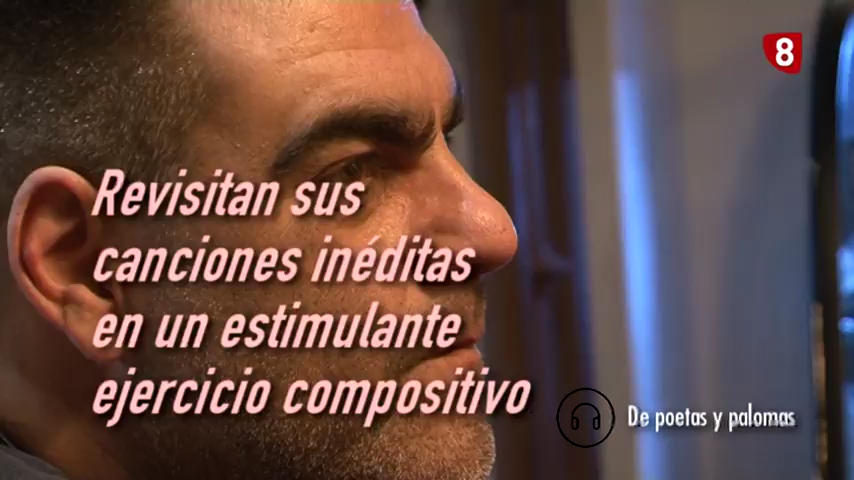 8
Revisitan sus
canciones inéditas
en un estimulante
ejercicio compositivo
De poetas y palomas